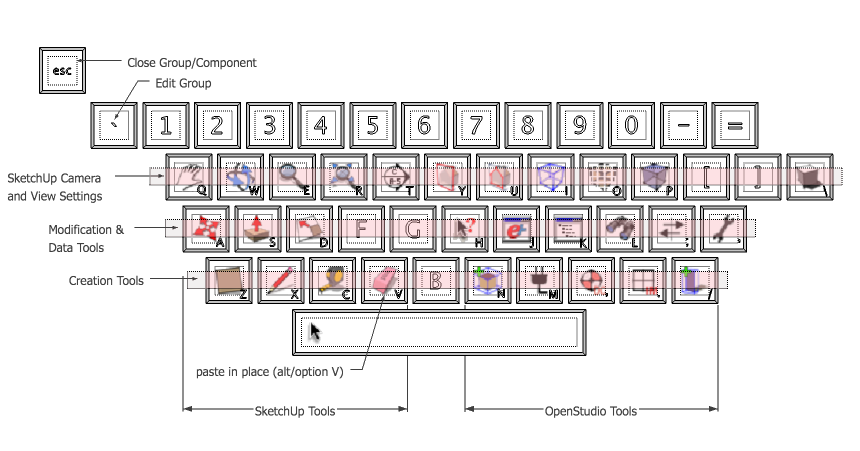 esc
Close Group/Component
Edit Group
` 1 2 3 4 5 6 7 8 9 0 - =
SketchUp Camera
and View Settings
Q W E R T Y U I O P [ ] \
Modification &
Data Tools
A S D F G H J K L ; '
Creation Tools
Z X C V B N M , . /
paste in place (alt/option V)
SketchUp Tools
OpenStudio Tools